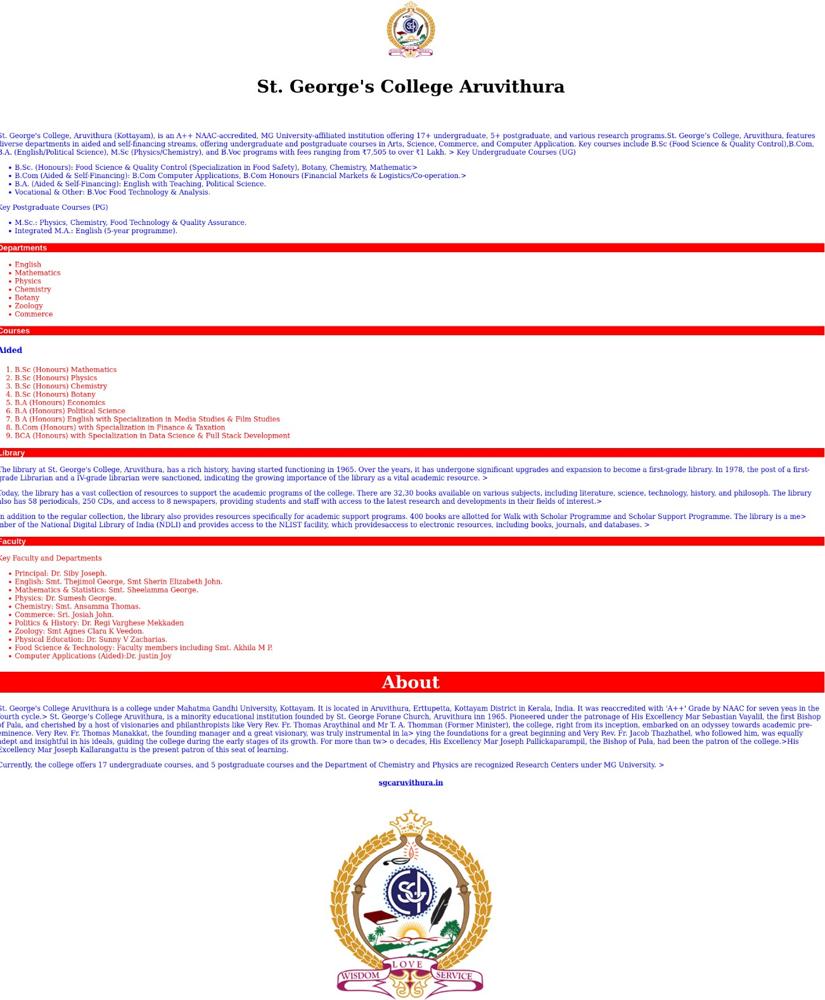 WISDOM LOVE SERVICE
St. George's College Aruvithura
St. George's College, Aruvithura (Kottayam), is an A++ NAAC-accredited, MG University-affiliated institution offering 17+ undergraduate, 5+ postgraduate, and various research programs.St. George’s College, Aruvithura, features
diverse departments in aided and self-financing streams, offering undergraduate and postgraduate courses in Arts, Science, Commerce, and Computer Application. Key courses include B.Sc (Food Science & Quality Control),B.Com,
B.A. (English/Political Science), M.Sc (Physics/Chemistry), and B.Voc programs with fees ranging from ₹7,505 to over ₹1 Lakh. > Key Undergraduate Courses (UG)
• B.Sc. (Honours): Food Science & Quality Control (Specialization in Food Safety), Botany, Chemistry, Mathematic>
• B.Com (Aided & Self-Financing): B.Com Computer Applications, B.Com Honours (Financial Markets & Logistics/Co-operation.>
• B.A. (Aided & Self-Financing): English with Teaching, Political Science.
• Vocational & Other: B.Voc Food Technology & Analysis.
Key Postgraduate Courses (PG)
• M.Sc.: Physics, Chemistry, Food Technology & Quality Assurance.
• Integrated M.A.: English (5-year programme).
Departments
• English
• Mathematics
• Physics
• Chemistry
• Botany
• Zoology
• Commerce
Courses
Aided
1. B.Sc (Honours) Mathematics
2. B.Sc (Honours) Physics
3. B.Sc (Honours) Chemistry
4. B.Sc (Honours) Botany
5. B.A (Honours) Economics
6. B.A (Honours) Political Science
7. B A (Honours) English with Specialization in Media Studies & Film Studies
8. B.Com (Honours) with Specialization in Finance & Taxation
9. BCA (Honours) with Specialization in Data Science & Full Stack Development
Library
The library at St. George's College, Aruvithura, has a rich history, having started functioning in 1965. Over the years, it has undergone significant upgrades and expansion to become a first-grade library. In 1978, the post of a first-
grade Librarian and a IV-grade librarian were sanctioned, indicating the growing importance of the library as a vital academic resource. >
Today, the library has a vast collection of resources to support the academic programs of the college. There are 32,30 books available on various subjects, including literature, science, technology, history, and philosoph. The library
also has 58 periodicals, 250 CDs, and access to 8 newspapers, providing students and staff with access to the latest research and developments in their fields of interest.>
In addition to the regular collection, the library also provides resources specifically for academic support programs. 400 books are allotted for Walk with Scholar Programme and Scholar Support Programme. The library is a me>
mber of the National Digital Library of India (NDLI) and provides access to the NLIST facility, which providesaccess to electronic resources, including books, journals, and databases. >
Faculty
Key Faculty and Departments
• Principal: Dr. Siby Joseph.
• English: Smt. Thejimol George, Smt Sherin Elizabeth John.
• Mathematics & Statistics: Smt. Sheelamma George.
• Physics: Dr. Sumesh George.
• Chemistry: Smt. Ansamma Thomas.
• Commerce: Sri. Josiah John.
• Politics & History: Dr. Regi Varghese Mekkaden
• Zoology: Smt Agnes Clara K Veedon.
• Physical Education: Dr. Sunny V Zacharias.
• Food Science & Technology: Faculty members including Smt. Akhila M P.
• Computer Applications (Aided):Dr. justin Joy
About
St. George's College Aruvithura is a college under Mahatma Gandhi University, Kottayam. It is located in Aruvithura, Erttupetta, Kottayam District in Kerala, India. It was reaccredited with 'A++' Grade by NAAC for seven yeas in the
fourth cycle.> St. George’s College Aruvithura, is a minority educational institution founded by St. George Forane Church, Aruvithura inn 1965. Pioneered under the patronage of His Excellency Mar Sebastian Vayalil, the first Bishop
of Pala, and cherished by a host of visionaries and philanthropists like Very Rev. Fr. Thomas Araythinal and Mr T. A. Thomman (Former Minister), the college, right from its inception, embarked on an odyssey towards academic pre-
eminence. Very Rev. Fr. Thomas Manakkat, the founding manager and a great visionary, was truly instrumental in la> ying the foundations for a great beginning and Very Rev. Fr. Jacob Thazhathel, who followed him, was equally
adept and insightful in his ideals, guiding the college during the early stages of its growth. For more than tw> o decades, His Excellency Mar Joseph Pallickaparampil, the Bishop of Pala, had been the patron of the college.>His
Excellency Mar Joseph Kallarangattu is the present patron of this seat of learning.
Currently, the college offers 17 undergraduate courses, and 5 postgraduate courses and the Department of Chemistry and Physics are recognized Research Centers under MG University. >
sgcaruvithura.in
SGC
WISDOM LOVE SERVICE